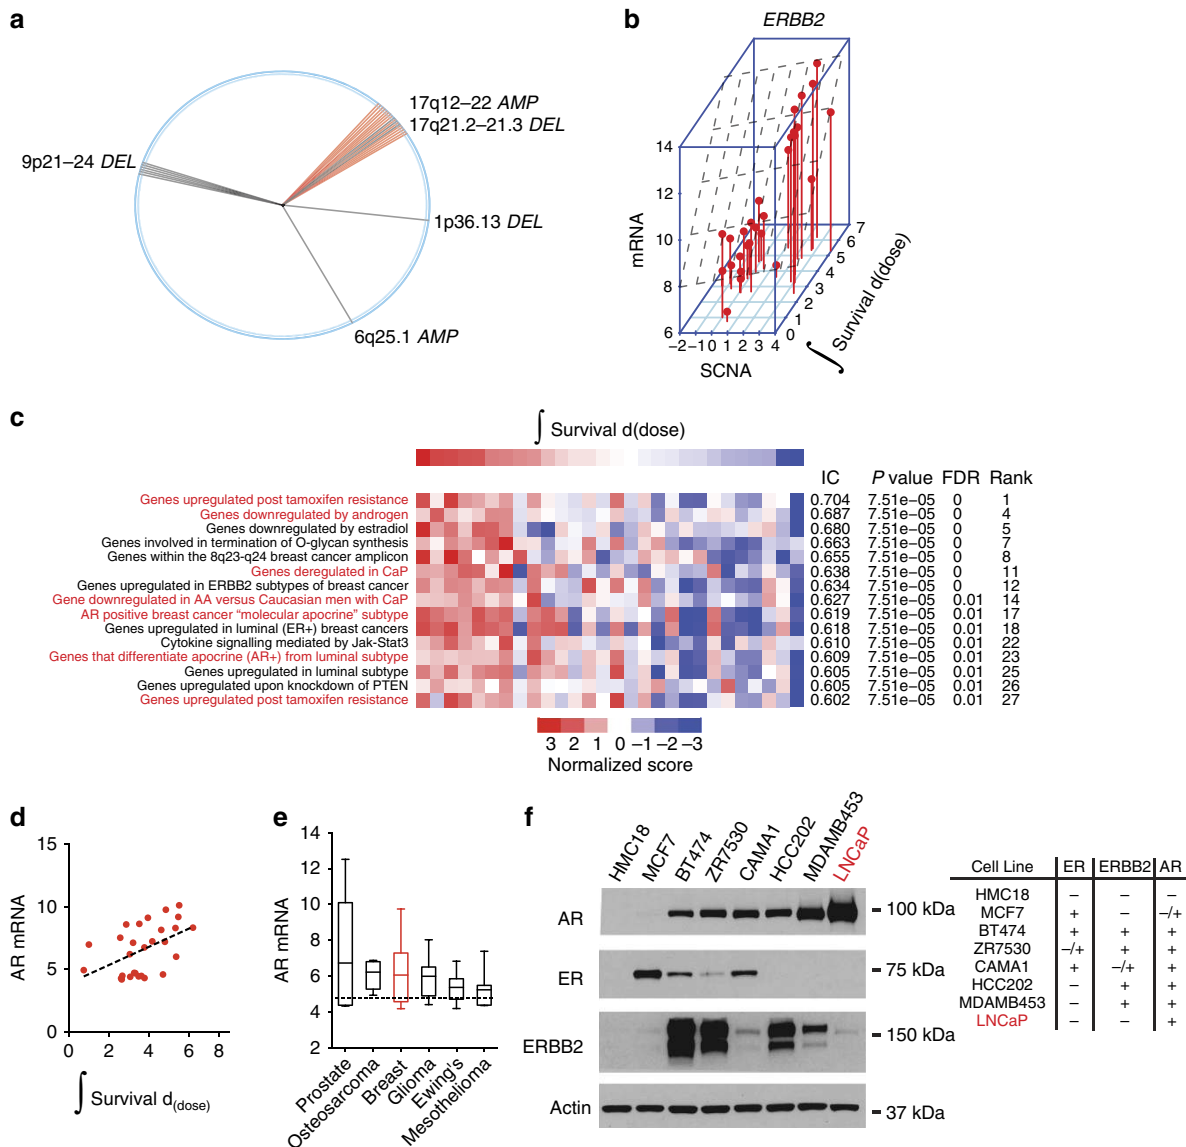 a
17q12–22 AMP
17q21.2–21.3 DEL
9p21–24 DEL
1p36.13 DEL
6q25.1 AMP
b
ERBB2
14
12
10
8
6
mRNA
–2 –1 0 1 2 3 4
SCNA
0 1 2 3 4 5 6 7
∫ Survival d(dose)
c
∫ Survival d(dose)
IC P value FDR Rank
Genes upregulated post tamoxifen resistance 0.704 7.51e–05 0 1
Genes downregulated by androgen 0.687 7.51e–05 0 4
Genes downregulated by estradiol 0.680 7.51e–05 0 5
Genes involved in termination of O-glycan synthesis 0.663 7.51e–05 0 7
Genes within the 8q23-q24 breast cancer amplicon 0.655 7.51e–05 0 8
Genes deregulated in CaP 0.638 7.51e–05 0 11
Genes upregulated in ERBB2 subtypes of breast cancer 0.634 7.51e–05 0 12
Gene downregulated in AA versus Caucasian men with CaP 0.627 7.51e–05 0.01 14
AR positive breast cancer “molecular apocrine” subtype 0.619 7.51e–05 0.01 17
Genes upregulated in luminal (ER+) breast cancers 0.618 7.51e–05 0.01 18
Cytokine signalling mediated by Jak-Stat3 0.610 7.51e–05 0.01 22
Genes that differentiate apocrine (AR+) from luminal subtype 0.609 7.51e–05 0.01 23
Genes upregulated in luminal subtype 0.605 7.51e–05 0.01 25
Genes upregulated upon knockdown of PTEN 0.605 7.51e–05 0.01 26
Genes upregulated post tamoxifen resistance 0.602 7.51e–05 0.01 27
3 2 1 0 –1 –2 –3
Normalized score
d
15
10
5
0
AR mRNA
0 2 4 6 8
∫ Survival d(dose)
e
14
12
10
8
6
4
2
AR mRNA
Prostate
Osteosarcoma
Breast
Glioma
Ewing's
Mesothelioma
f
HMC18
MCF7
BT474
ZR7530
CAMA1
HCC202
MDAMB453
LNCaP
AR
– 100 kDa
ER
– 75 kDa
ERBB2
– 150 kDa
Actin
– 37 kDa
Cell Line ER ERBB2 AR
HMC18 – – –
MCF7 + – –/+
BT474 + + +
ZR7530 –/+ + +
CAMA1 + –/+ +
HCC202 – + +
MDAMB453 – + +
LNCaP – – +